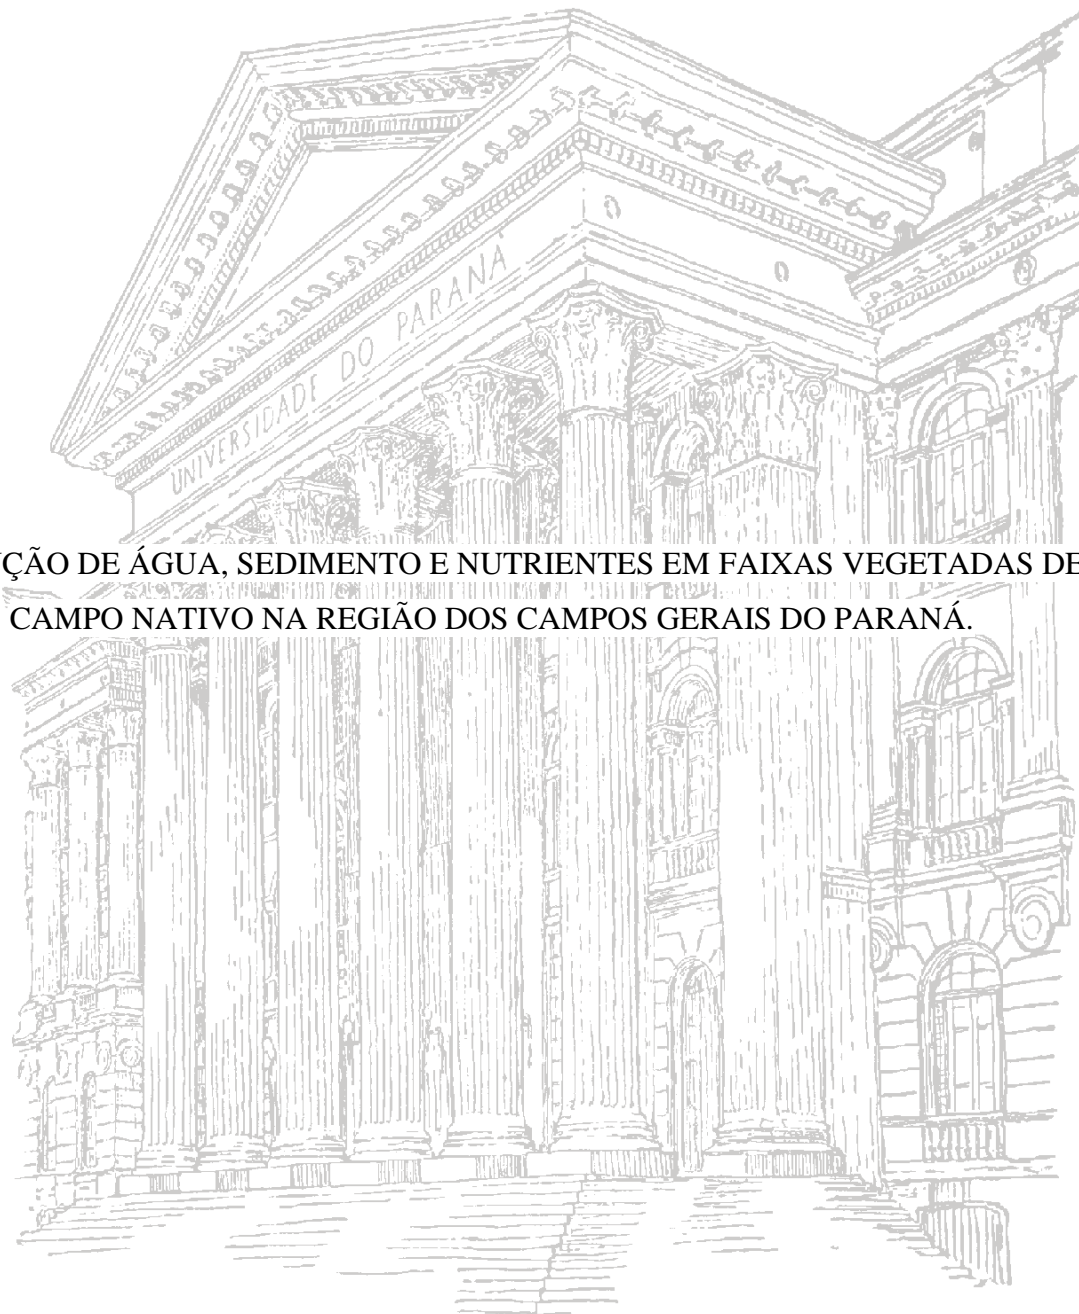 UNIVERSIDADE DO PARANÁ
ÇÃO DE ÁGUA, SEDIMENTO E NUTRIENTES EM FAIXAS VEGETADAS DE
CAMPO NATIVO NA REGIÃO DOS CAMPOS GERAIS DO PARANÁ.